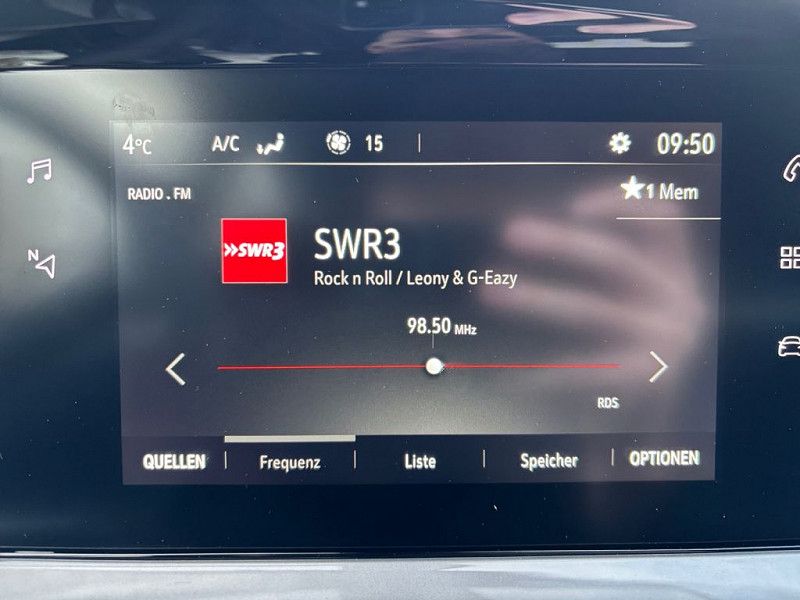 4°C A/C 15 09:50
RADIO . FM
1 Mem
N
»SWR3
SWR3
Rock n Roll / Leony & G-Eazy
98.50 MHz
RDS
QUELLEN Frequenz Liste Speicher OPTIONEN